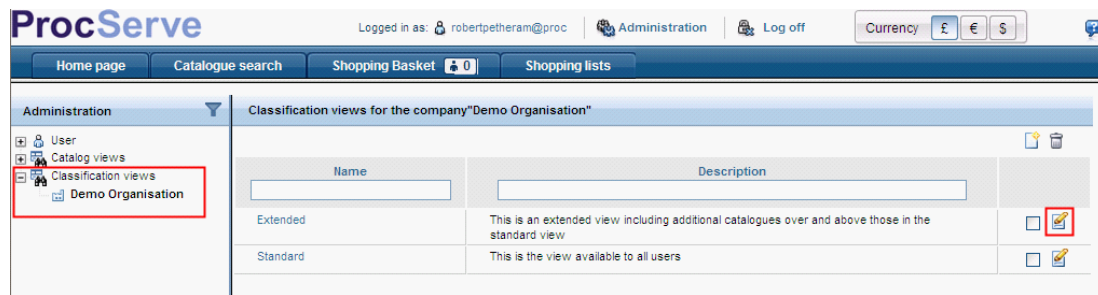 ProcServe
Logged in as: robertpetheram@proc Administration Log off Currency £ € $
Home page Catalogue search Shopping Basket 0 Shopping lists
Administration
Classification views for the company"Demo Organisation"
User
Catalog views
Classification views
Demo Organisation
Name Description
Extended This is an extended view including additional catalogues over and above those in the
standard view
Standard This is the view available to all users